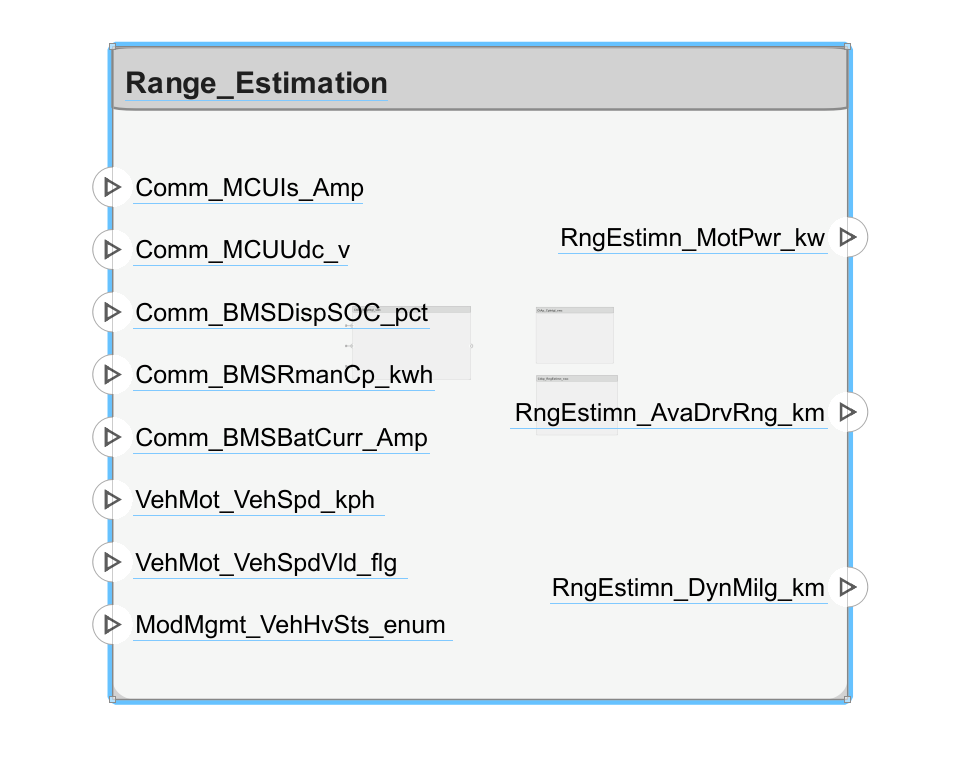 Range_Estimation
Comm_MCUIs_Amp
Comm_MCUUdc_v
Comm_BMSDispSOC_pct
Comm_BMSRmanCp_kwh
Comm_BMSBatCurr_Amp
VehMot_VehSpd_kph
VehMot_VehSpdVld_flg
ModMgmt_VehHvSts_enum
RngEstimn_MotPwr_kw
RngEstimn_AvaDrvRng_km
RngEstimn_DynMilg_km